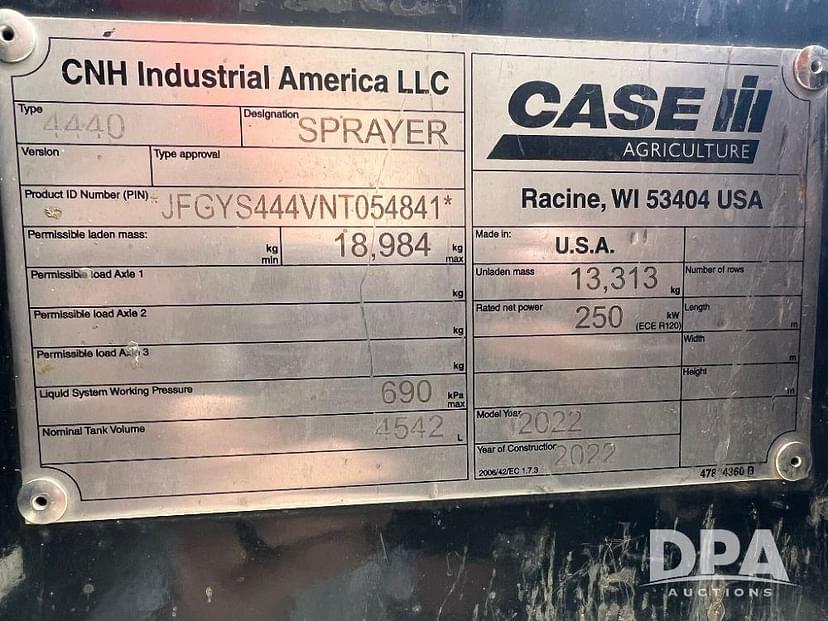 CNH Industrial America LLC
Type
4440
Designation
SPRAYER
Version
Type approval
Product ID Number (PIN)
*JFGYS444VNT054841*
Permissible laden mass:
kg min
18,984 kg max
Permissible load Axle 1
kg
Permissible load Axle 2
kg
Permissible load Axle 3
kg
Liquid System Working Pressure
690 kPa max
Nominal Tank Volume
4542 L
CASE IH
AGRICULTURE
Racine, WI 53404 USA
Made in:
U.S.A.
Unladen mass
13,313 kg
Number of rows
Rated net power
250 kW
(ECE R120)
Length
m
Width
m
Height
m
Model Year
2022
Year of Construction
2022
2006/42/EC 1.7.3
4360 B
DPA
AUCTIONS